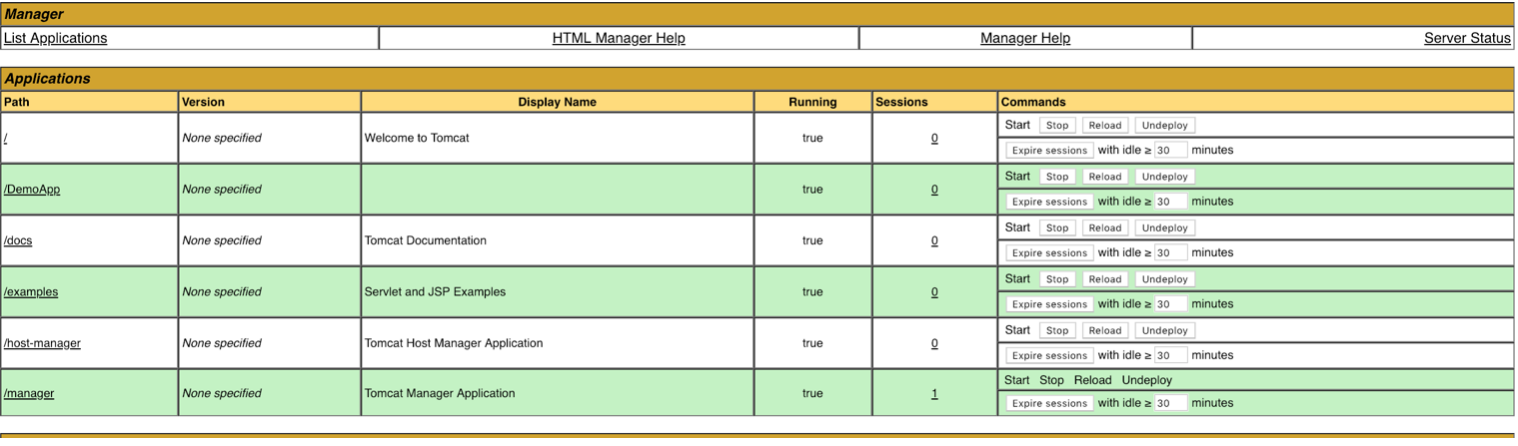 Manager
List Applications HTML Manager Help Manager Help Server Status
Applications
Path Version Display Name Running Sessions Commands
/ None specified Welcome to Tomcat true 0 Start Stop Reload Undeploy
Expire sessions with idle ≥ 30 minutes
/DemoApp None specified true 0 Start Stop Reload Undeploy
Expire sessions with idle ≥ 30 minutes
/docs None specified Tomcat Documentation true 0 Start Stop Reload Undeploy
Expire sessions with idle ≥ 30 minutes
/examples None specified Servlet and JSP Examples true 0 Start Stop Reload Undeploy
Expire sessions with idle ≥ 30 minutes
/host-manager None specified Tomcat Host Manager Application true 0 Start Stop Reload Undeploy
Expire sessions with idle ≥ 30 minutes
/manager None specified Tomcat Manager Application true 1 Start Stop Reload Undeploy
Expire sessions with idle ≥ 30 minutes